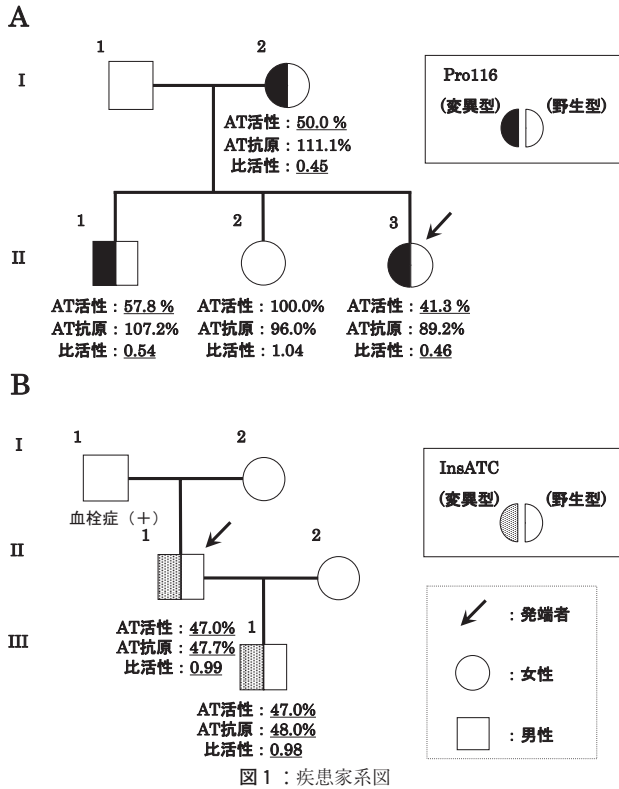 A
1
2
I
Pro116
(変異型)
(野生型)
AT活性：50.0 %
AT抗原：111.1%
比活性：0.45
1
2
3
II
AT活性：57.8 %
AT抗原：107.2%
比活性：0.54
AT活性：100.0%
AT抗原：96.0%
比活性：1.04
AT活性：41.3 %
AT抗原：89.2%
比活性：0.46
B
I
1
2
InsATC
(変異型)
(野生型)
血栓症（＋）
1
2
II
：発端者
III
AT活性：47.0%
AT抗原：47.7%
比活性：0.99
1
：女性
AT活性：47.0%
AT抗原：48.0%
比活性：0.98
：男性
図1：疾患家系図